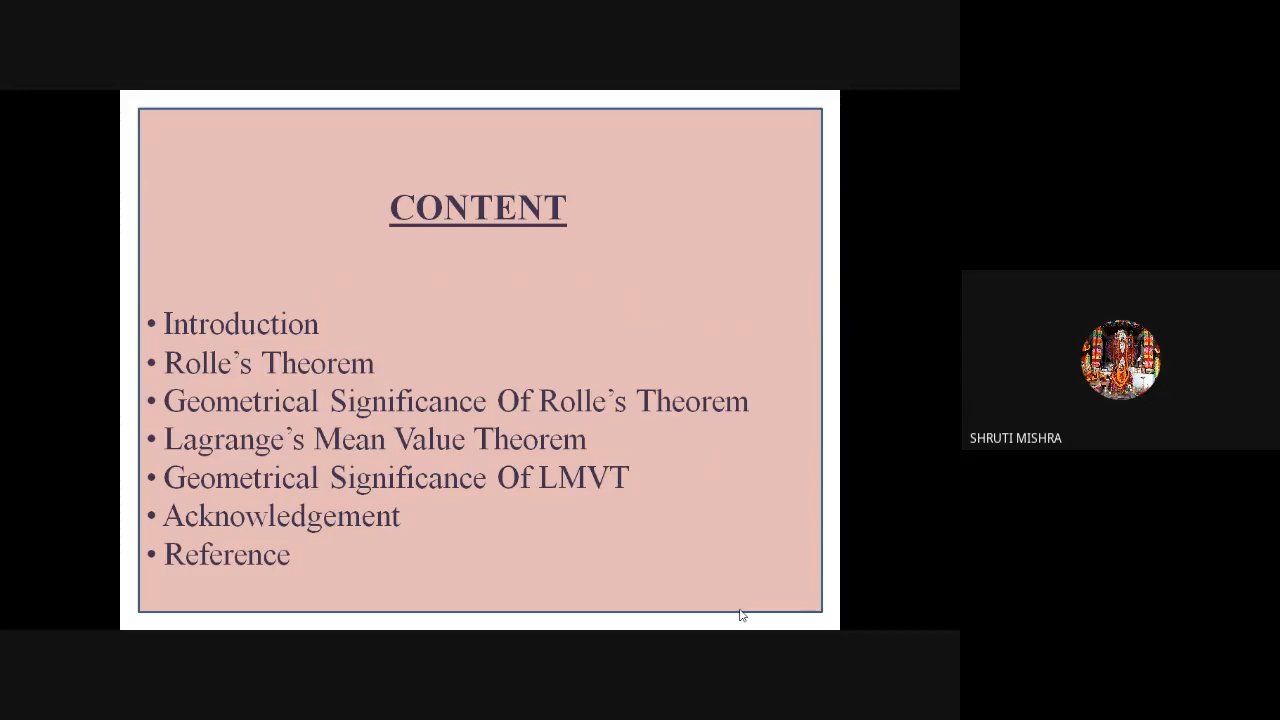 CONTENT
• Introduction
• Rolle’s Theorem
• Geometrical Significance Of Rolle’s Theorem
• Lagrange’s Mean Value Theorem
• Geometrical Significance Of LMVT
• Acknowledgement
• Reference
SHRUTI MISHRA